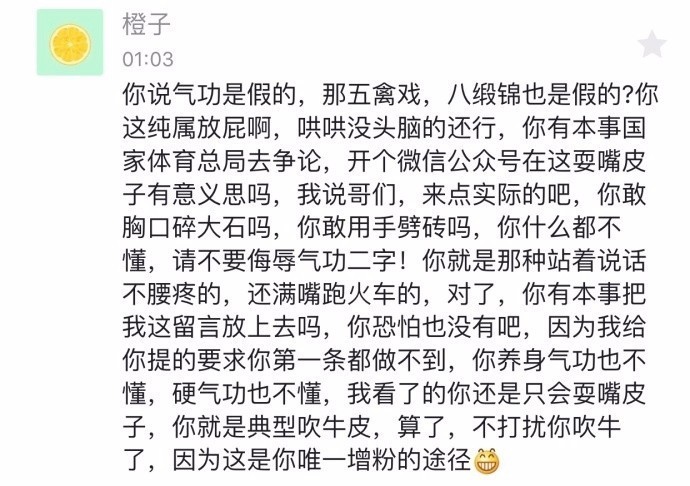 橙子
01:03
你说气功是假的，那五禽戏，八缎锦也是假的?你
这纯属放屁啊，哄哄没头脑的还行，你有本事国
家体育总局去争论，开个微信公众号在这耍嘴皮
子有意义思吗，我说哥们，来点实际的吧，你敢
胸口碎大石吗，你敢用手劈砖吗，你什么都不
懂，请不要侮辱气功二字！你就是那种站着说话
不腰疼的，还满嘴跑火车的，对了，你有本事把
我这留言放上去吗，你恐怕也没有吧，因为我给
你提的要求你第一条都做不到，你养身气功也不
懂，硬气功也不懂，我看了的你还是只会耍嘴皮
子，你就是典型吹牛皮，算了，不打扰你吹牛
了，因为这是你唯一增粉的途径😁